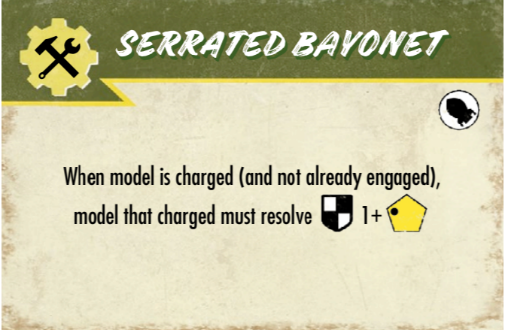 SERRATED BAYONET
When model is charged (and not already engaged),
model that charged must resolve 1+